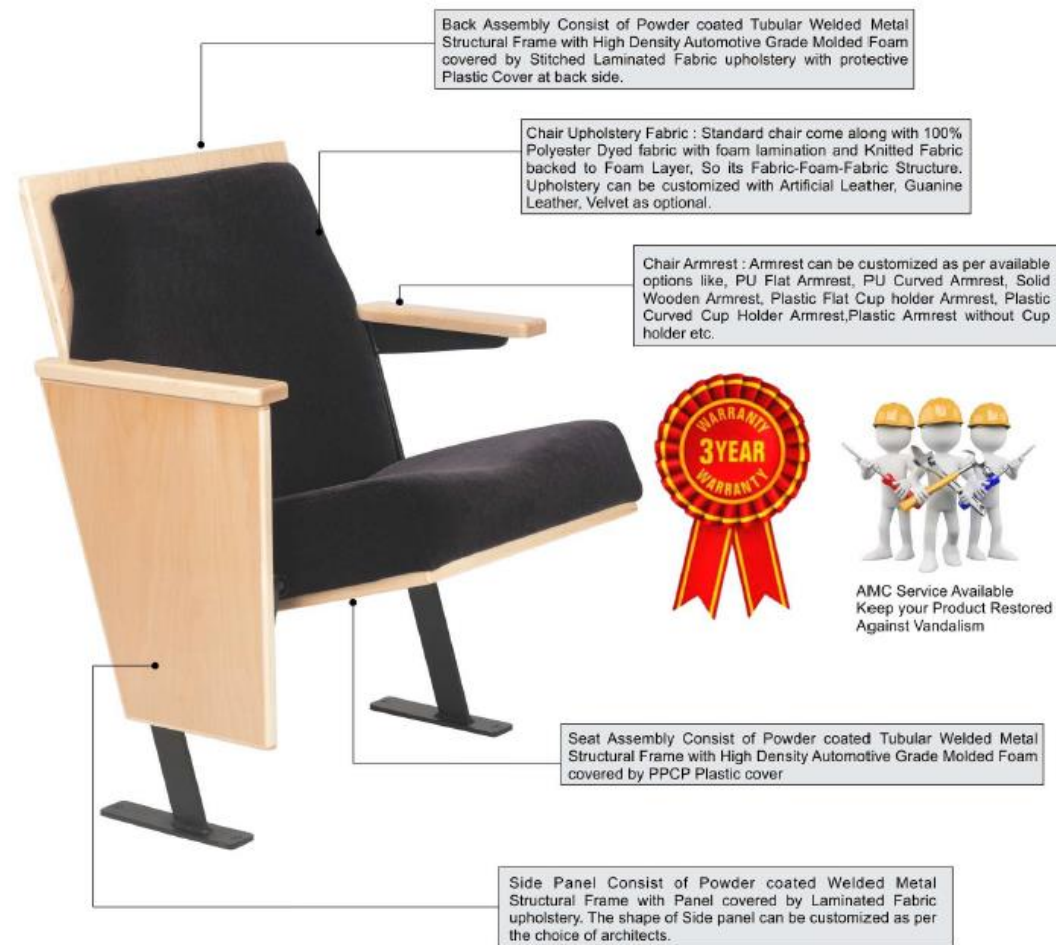 Back Assembly Consist of Powder coated Tubular Welded Metal
Structural Frame with High Density Automotive Grade Molded Foam
covered by Stitched Laminated Fabric upholstery with protective
Plastic Cover at back side.
Chair Upholstery Fabric : Standard chair come along with 100%
Polyester Dyed fabric with foam lamination and Knitted Fabric
backed to Foam Layer, So its Fabric-Foam-Fabric Structure.
Upholstery can be customized with Artificial Leather, Guanine
Leather, Velvet as optional.
Chair Armrest : Armrest can be customized as per available
options like, PU Flat Armrest, PU Curved Armrest, Solid
Wooden Armrest, Plastic Flat Cup holder Armrest, Plastic
Curved Cup Holder Armrest,Plastic Armrest without Cup
holder etc.
WARRANTY
3YEAR
WARRANTY
AMC Service Available
Keep your Product Restored
Against Vandalism
Seat Assembly Consist of Powder coated Tubular Welded Metal
Structural Frame with High Density Automotive Grade Molded Foam
covered by PPCP Plastic cover
Side Panel Consist of Powder coated Welded Metal
Structural Frame with Panel covered by Laminated Fabric
upholstery. The shape of Side panel can be customized as per
the choice of architects.